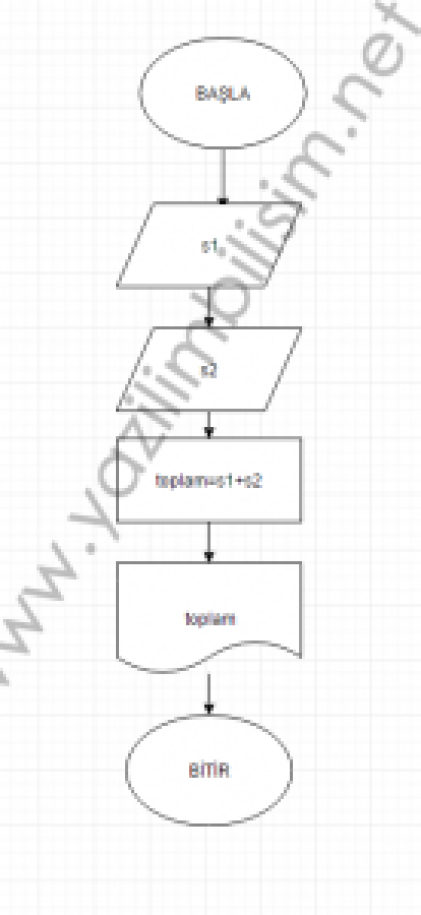 BAŞLA
s1
s2
toplam=s1+s2
toplam
BİTİR
www.yazilimbilisim.net